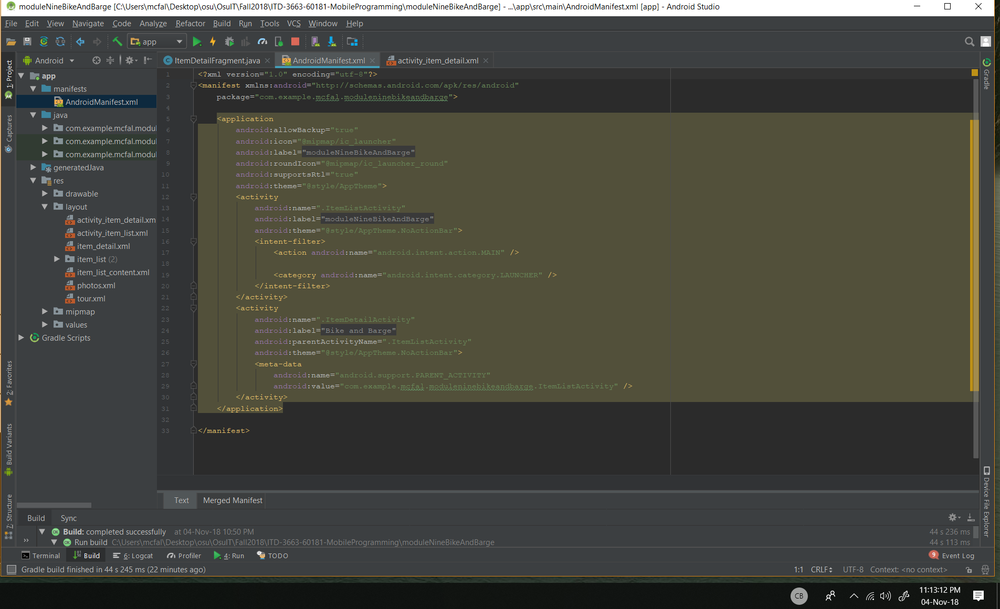 moduleNineBikeAndBarge [C:\Users\mcfal\Desktop\osu\OsuIT\Fall2018\ITD-3663-60181-MobileProgramming\moduleNineBikeAndBarge] - ...\app\src\main\AndroidManifest.xml [app] - Android Studio
File Edit View Navigate Code Analyze Refactor Build Run Tools VCS Window Help
app
Android
ItemDetailFragment.java
AndroidManifest.xml
activity_item_detail.xml
1: Project
Captures
2: Favorites
Build Variants
7: Structure
app
manifests
AndroidManifest.xml
java
com.example.mcfal.modul
com.example.mcfal.modul
com.example.mcfal.modul
generatedJava
res
drawable
layout
activity_item_detail.xm
activity_item_list.xml
item_detail.xml
item_list (2)
item_list_content.xml
photos.xml
tour.xml
mipmap
values
Gradle Scripts
1 <?xml version="1.0" encoding="utf-8"?>
2 <manifest xmlns:android="http://schemas.android.com/apk/res/android"
3 package="com.example.mcfal.moduleninebikeandbarge">
4
5 <application
6 android:allowBackup="true"
7 android:icon="@mipmap/ic_launcher"
8 android:label="moduleNineBikeAndBarge"
9 android:roundIcon="@mipmap/ic_launcher_round"
10 android:supportsRtl="true"
11 android:theme="@style/AppTheme">
12 <activity
13 android:name=".ItemListActivity"
14 android:label="moduleNineBikeAndBarge"
15 android:theme="@style/AppTheme.NoActionBar">
16 <intent-filter>
17 <action android:name="android.intent.action.MAIN" />
18
19 <category android:name="android.intent.category.LAUNCHER" />
20 </intent-filter>
21 </activity>
22 <activity
23 android:name=".ItemDetailActivity"
24 android:label="Bike and Barge"
25 android:parentActivityName=".ItemListActivity"
26 android:theme="@style/AppTheme.NoActionBar">
27 <meta-data
28 android:name="android.support.PARENT_ACTIVITY"
29 android:value="com.example.mcfal.moduleninebikeandbarge.ItemListActivity" />
30 </activity>
31 </application>
32
33 </manifest>
Gradle
Device File Explorer
Text Merged Manifest
Build Sync
Build: completed successfully at 04-Nov-18 10:50 PM 44 s 236 ms
Run build C:\Users\mcfal\Desktop\osu\OsuIT\Fall2018\ITD-3663-60181-MobileProgramming\moduleNineBikeAndBarge 44 s 113 ms
Terminal Build 6: Logcat Profiler 4: Run TODO 9 Event Log
Gradle build finished in 44 s 245 ms (22 minutes ago) 1:1 CRLF UTF-8 Context: <no context>
CB
11:13:12 PM
04-Nov-18